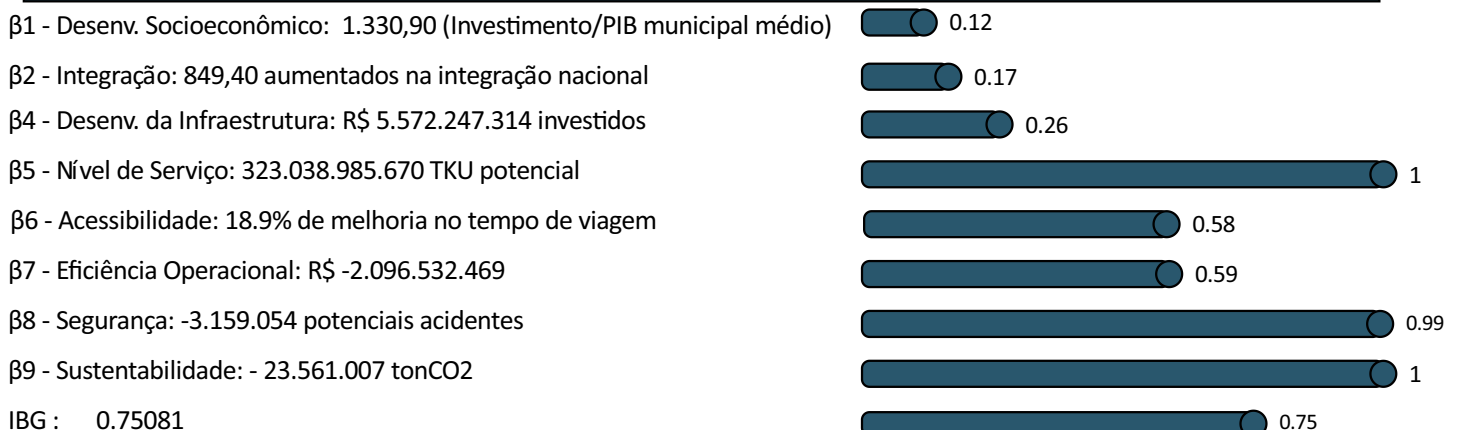 β1 - Desenv. Socioeconômico: 1.330,90 (Investimento/PIB municipal médio) 0.12
β2 - Integração: 849,40 aumentados na integração nacional 0.17
β4 - Desenv. da Infraestrutura: R$ 5.572.247.314 investidos 0.26
β5 - Nível de Serviço: 323.038.985.670 TKU potencial 1
β6 - Acessibilidade: 18.9% de melhoria no tempo de viagem 0.58
β7 - Eficiência Operacional: R$ -2.096.532.469 0.59
β8 - Segurança: -3.159.054 potenciais acidentes 0.99
β9 - Sustentabilidade: - 23.561.007 tonCO2 1
IBG : 0.75081 0.75